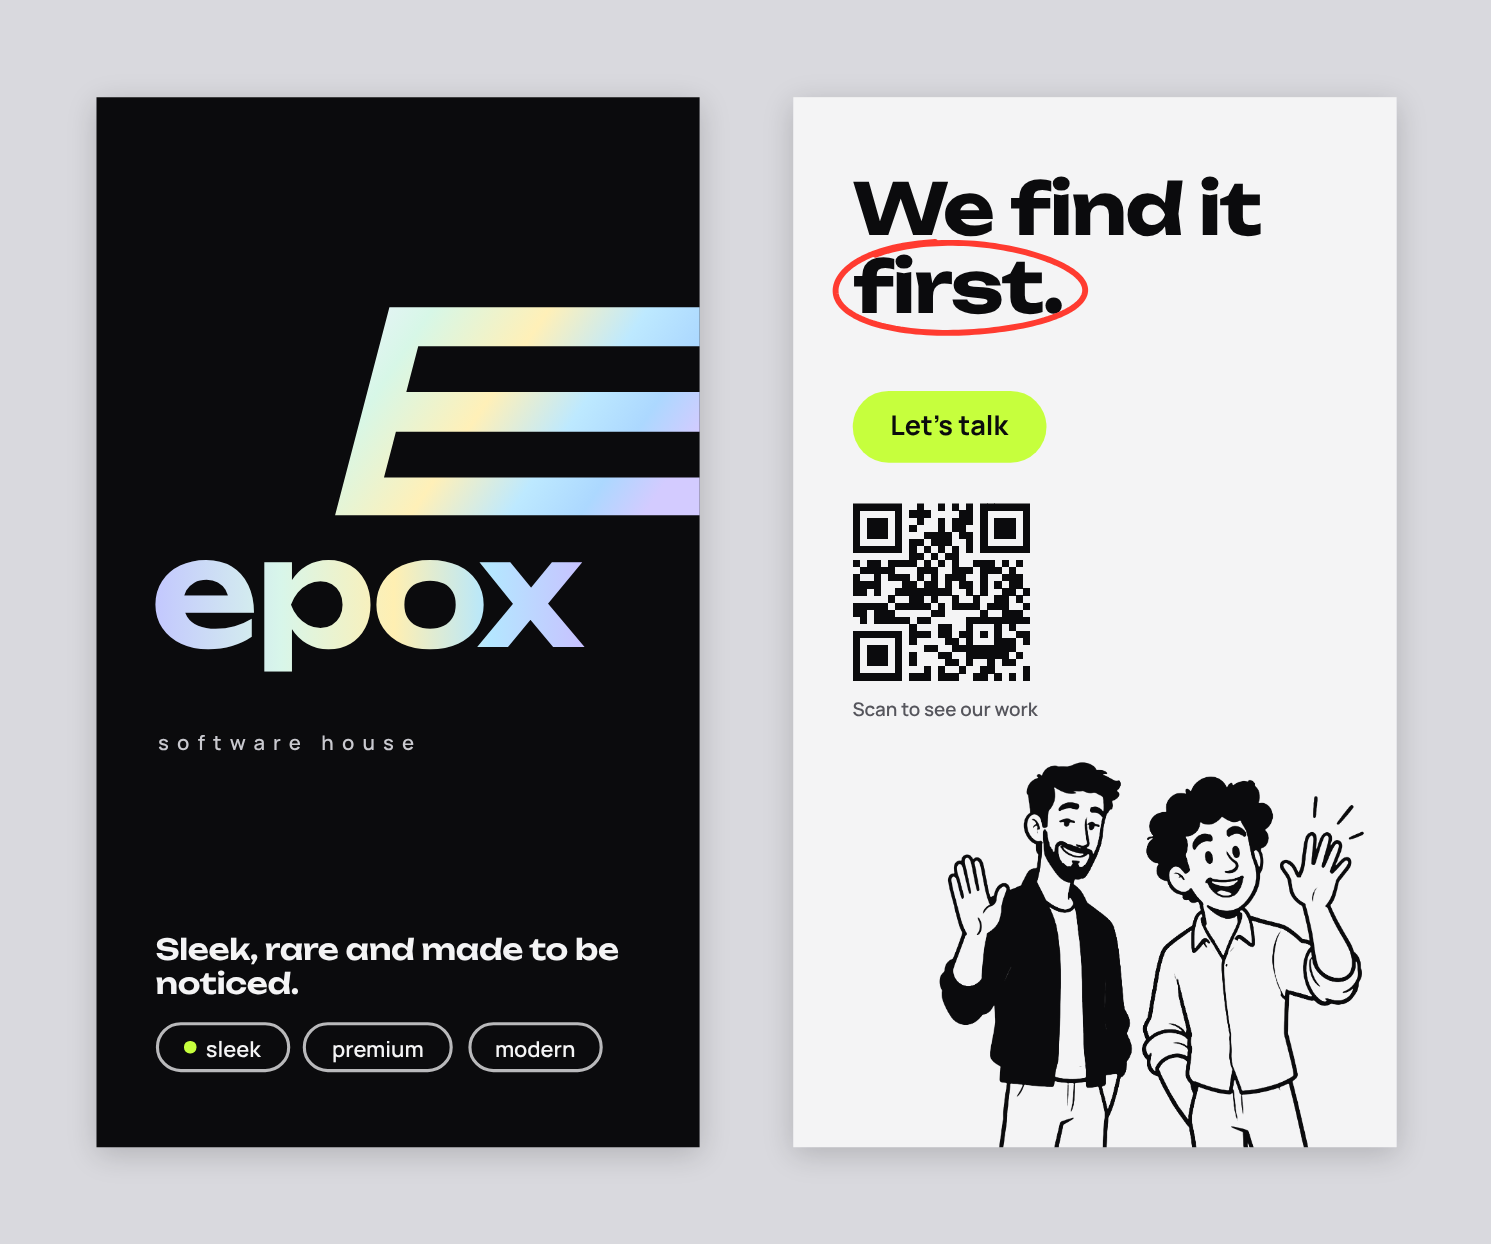 epox
software house
Sleek, rare and made to be
noticed.
sleek
premium
modern
We find it
first.
Let’s talk
Scan to see our work